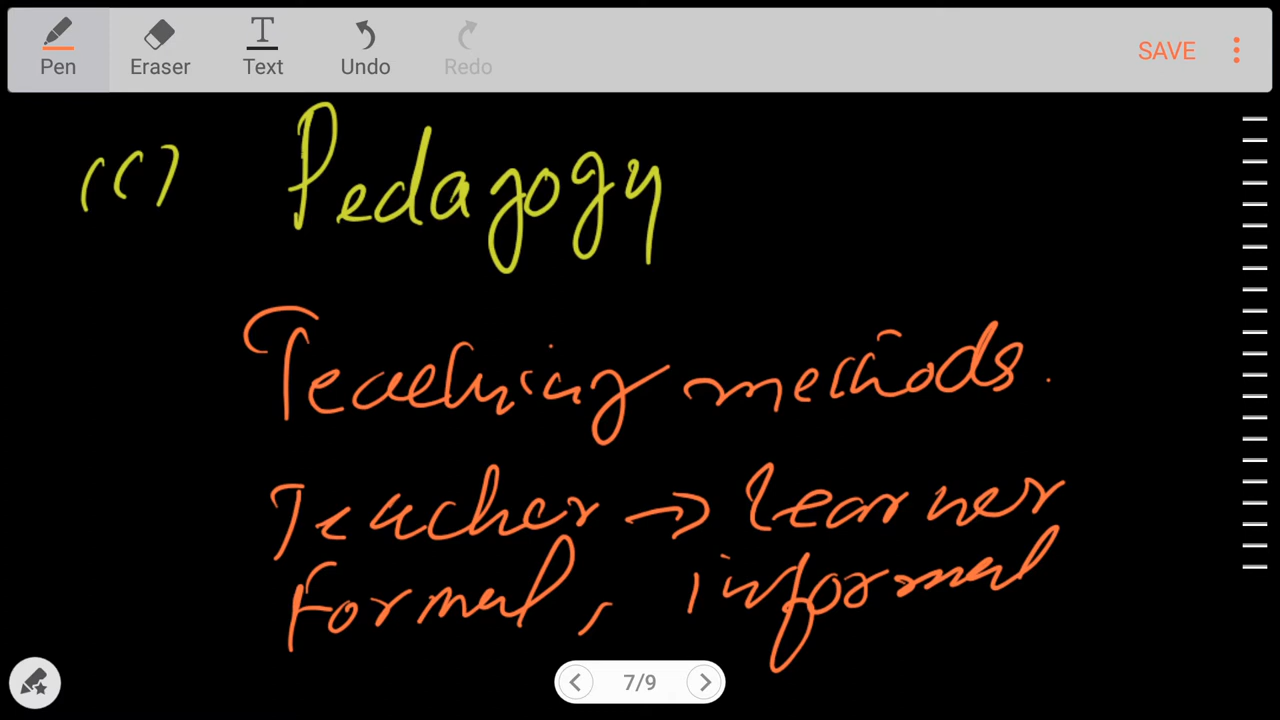 Pen Eraser Text Undo Redo SAVE
(C) Pedagogy
Teaching methods.
Teacher → learner
Formal, informal
7/9